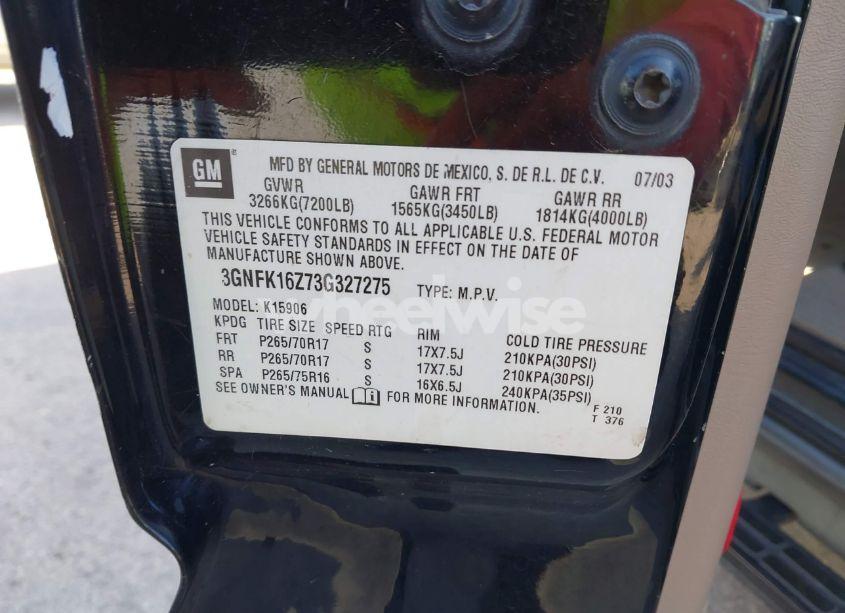 GM ®
MFD BY GENERAL MOTORS DE MEXICO, S. DE R.L. DE C.V. 07/03
GVWR GAWR FRT GAWR RR
3266KG(7200LB) 1565KG(3450LB) 1814KG(4000LB)
THIS VEHICLE CONFORMS TO ALL APPLICABLE U.S. FEDERAL MOTOR
VEHICLE SAFETY STANDARDS IN EFFECT ON THE DATE OF
MANUFACTURE SHOWN ABOVE.
3GNFK16Z73G327275 TYPE: M.P.V.
MODEL: K15906
KPDG TIRE SIZE SPEED RTG RIM COLD TIRE PRESSURE
FRT P265/70R17 S 17X7.5J 210KPA(30PSI)
RR P265/70R17 S 17X7.5J 210KPA(30PSI)
SPA P265/75R16 S 16X6.5J 240KPA(35PSI)
SEE OWNER'S MANUAL i FOR MORE INFORMATION.
F 210
T 376
wheelwise